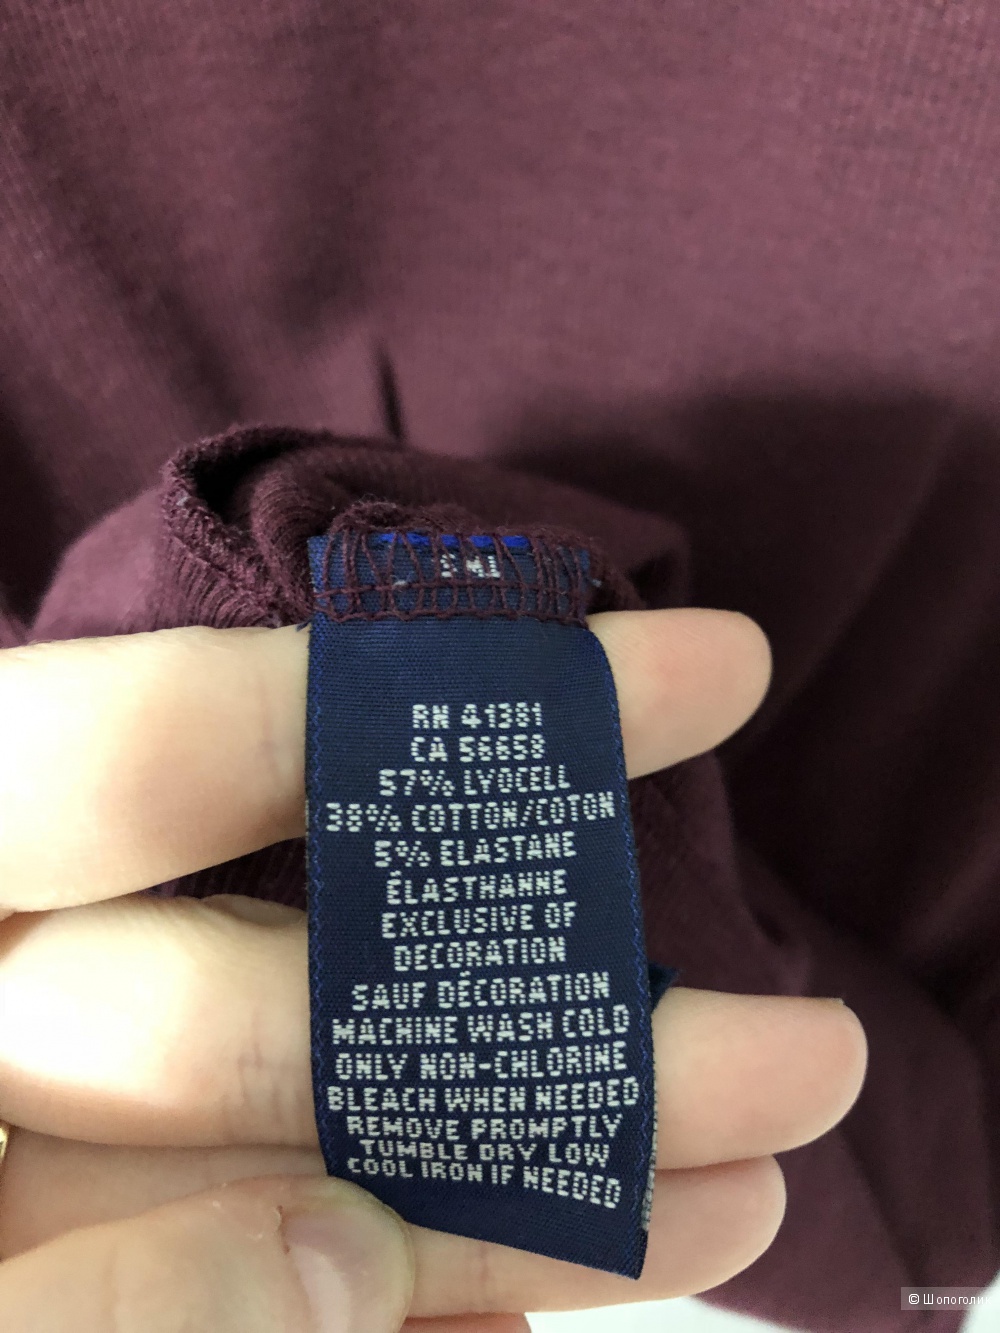 RN 41381
CA 56658
57% LYOCELL
38% COTTON/COTON
5% ELASTANE
ÉLASTHANNE
EXCLUSIVE OF
DECORATION
SAUF DÉCORATION
MACHINE WASH COLD
ONLY NON-CHLORINE
BLEACH WHEN NEEDED
REMOVE PROMPTLY
TUMBLE DRY LOW
COOL IRON IF NEEDED
© Шопоголик